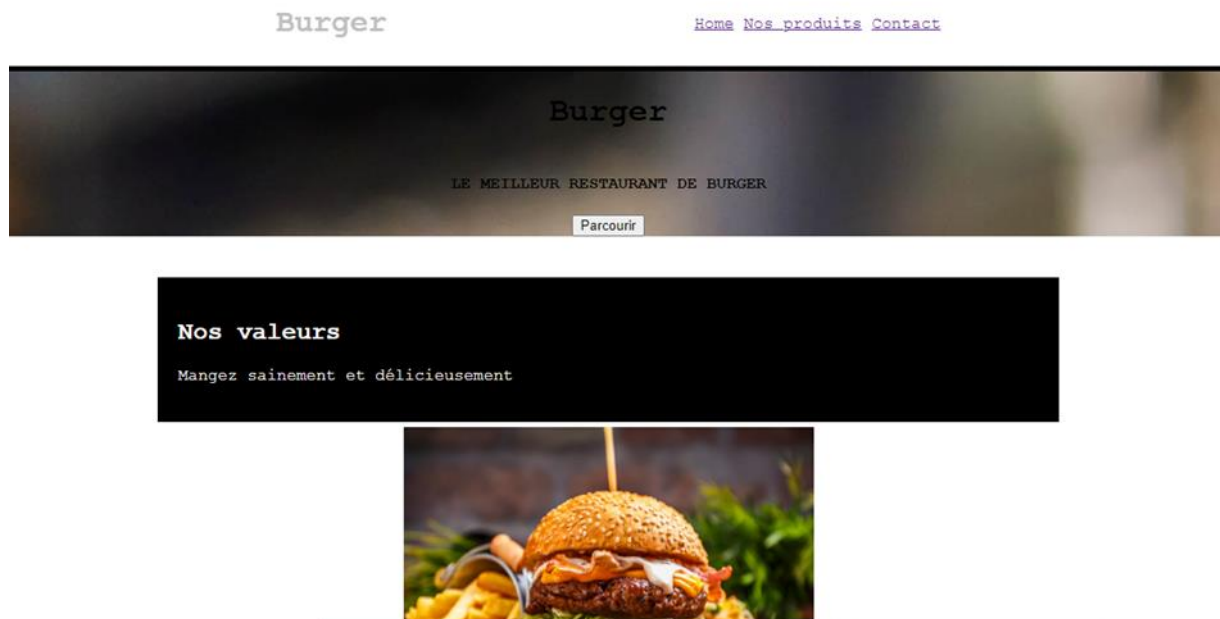 Burger
Home Nos produits Contact
Burger
LE MEILLEUR RESTAURANT DE BURGER
Parcourir
Nos valeurs
Mangez sainement et délicieusement